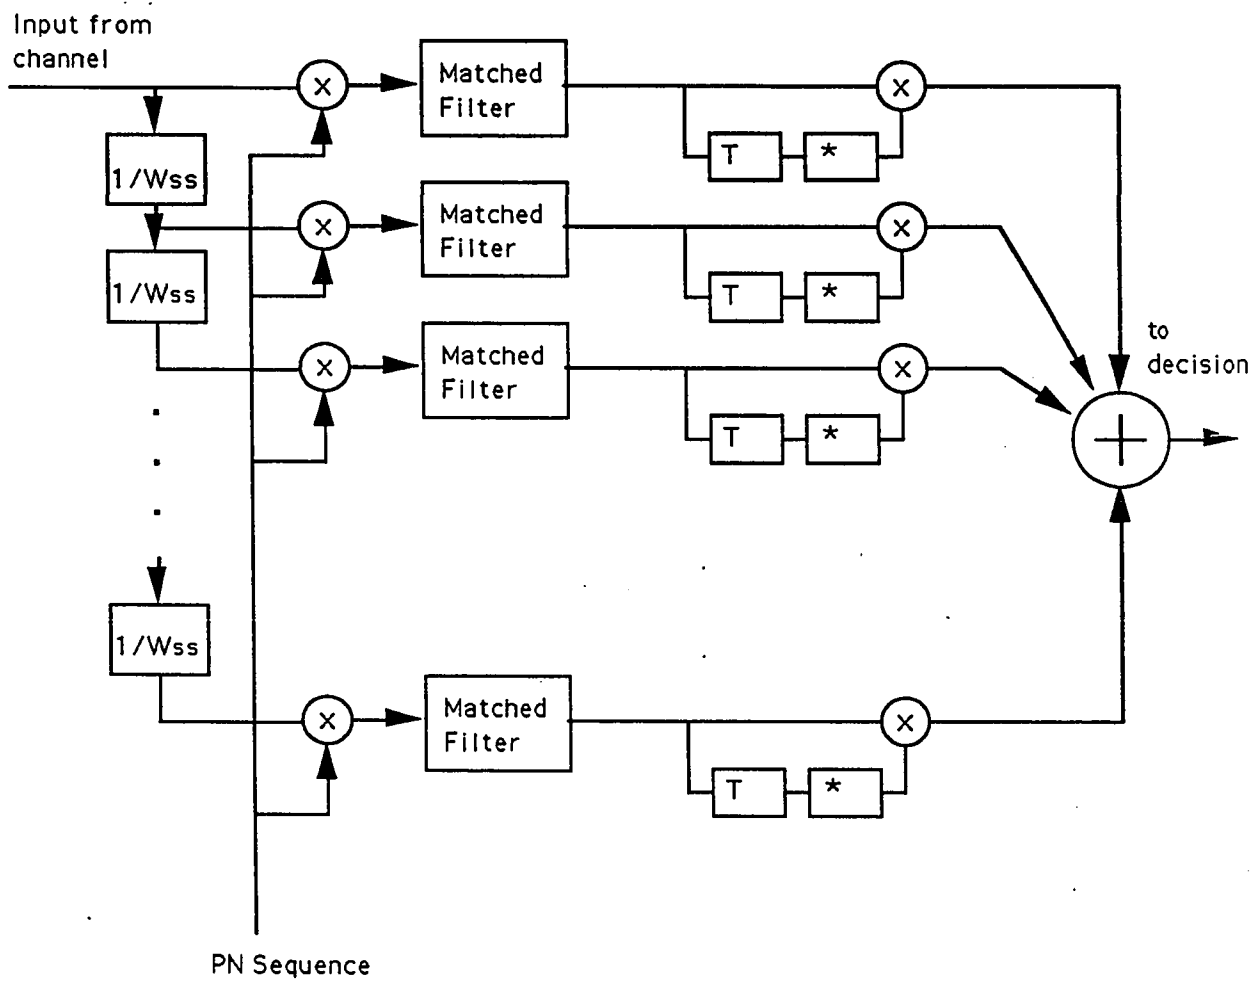 Input from
channel
Matched
Filter
T
*
1/Wss
Matched
Filter
1/Wss
T
*
Matched
Filter
to
decision
T
*
1/Wss
Matched
Filter
T
*
PN Sequence